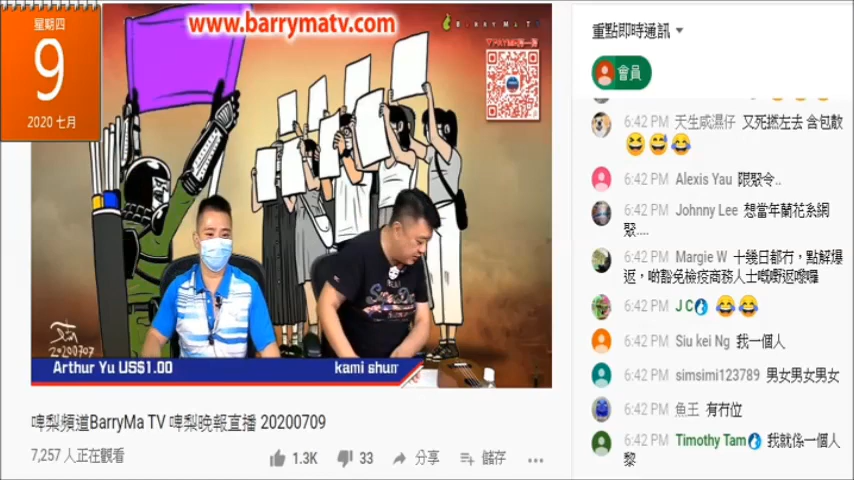 星期四
9
2020 七月
www.barrymatv.com
BARRYMA TV
Arthur Yu US$1.00
kami shum
啤梨頻道BarryMa TV 啤梨晚報直播 20200709
7,257 人正在觀看
1.3K
33
分享
儲存
20200707
重點即時通訊
會員
6:42 PM 天生咸濕仔 又死撚左去 含包散
6:42 PM Alexis Yau 限聚令..
6:42 PM Johnny Lee 想當年蘭花系網
聚....
6:42 PM Margie W 十幾日都冇，點解爆
返，啲豁免檢疫商務人士嘅嘢返嚟囉
6:42 PM J C
6:42 PM Siu kei Ng 我一個人
6:42 PM simsimi123789 男女男女男女
6:42 PM 魚王 有冇位
6:42 PM Timothy Tam 我就係一個人
黎